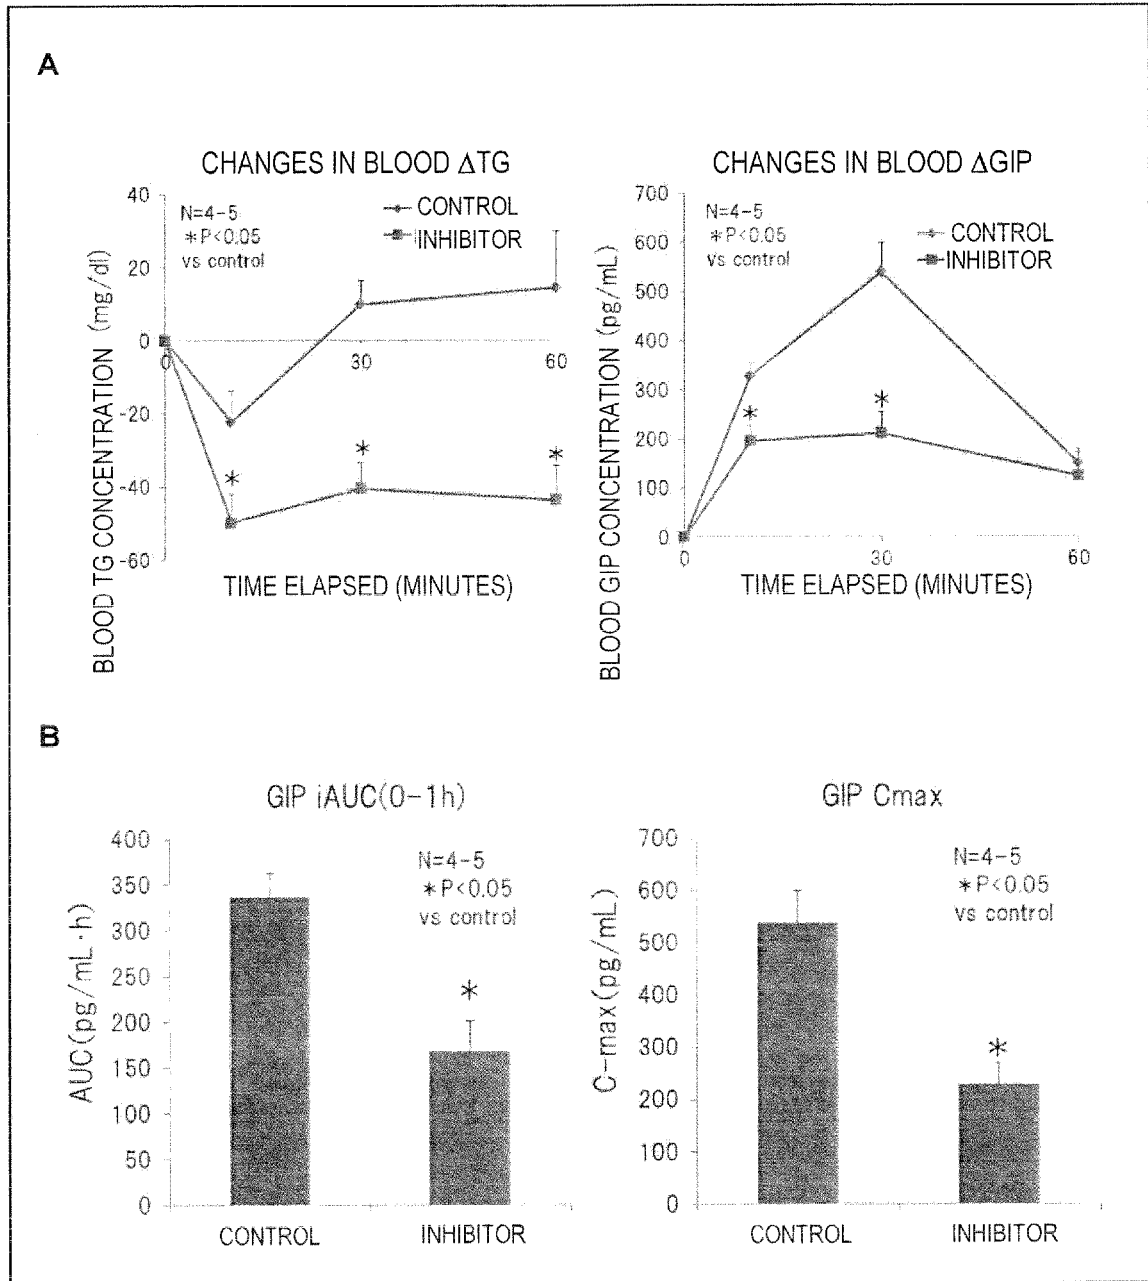 A
CHANGES IN BLOOD ΔTG
BLOOD TG CONCENTRATION (mg/dl)
40
20
0
-20
-40
-60
N=4-5
*P<0.05
vs control
CONTROL
INHIBITOR
0
30
60
TIME ELAPSED (MINUTES)
CHANGES IN BLOOD ΔGIP
BLOOD GIP CONCENTRATION (pg/mL)
700
600
500
400
300
200
100
0
N=4-5
*P<0.05
vs control
CONTROL
INHIBITOR
0
30
60
TIME ELAPSED (MINUTES)
*
*
*
*
*
B
GIP iAUC(0-1h)
AUC(pg/mL·h)
400
350
300
250
200
150
100
50
0
N=4-5
*P<0.05
vs control
*
CONTROL
INHIBITOR
GIP Cmax
C-max(pg/mL)
700
600
500
400
300
200
100
0
N=4-5
*P<0.05
vs control
*
CONTROL
INHIBITOR